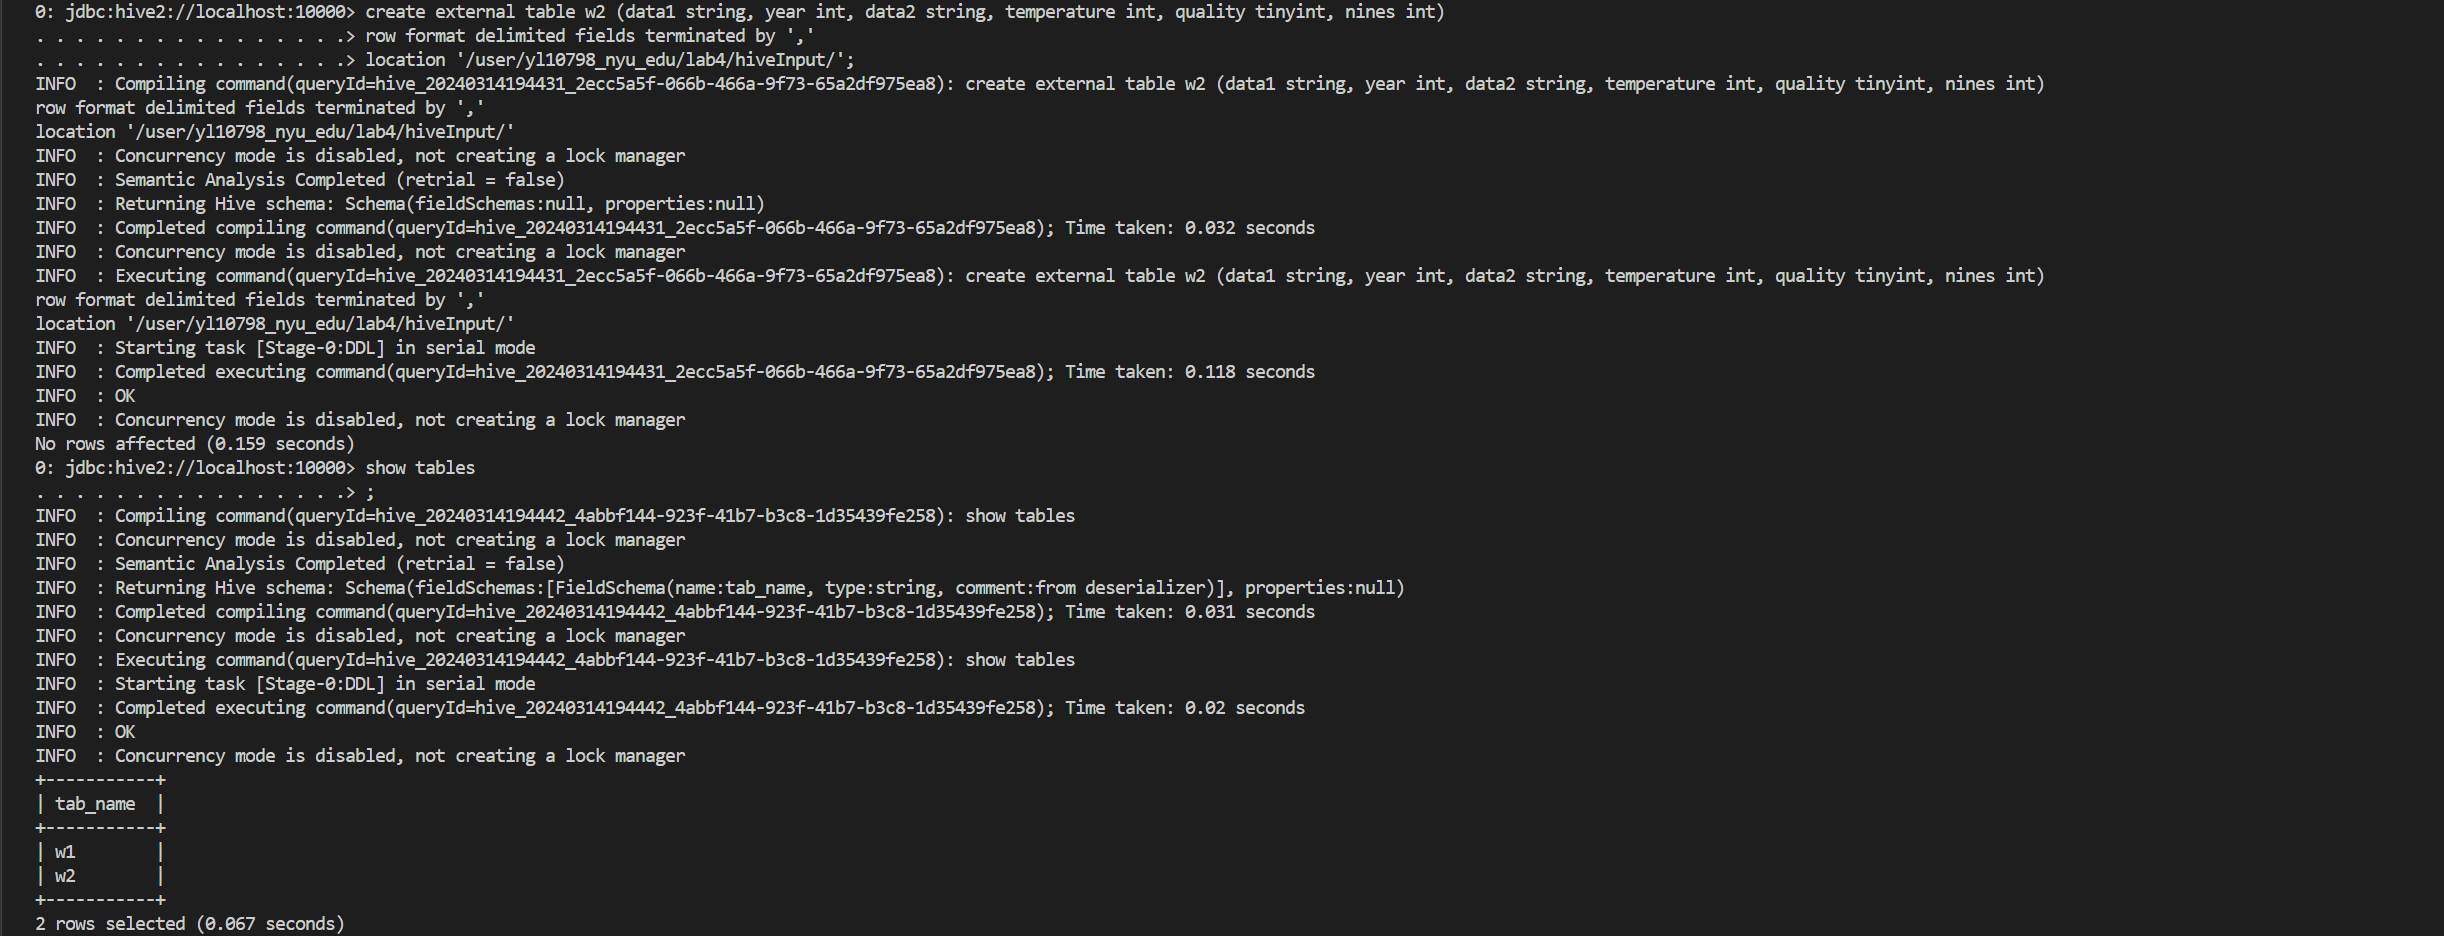 0: jdbc:hive2://localhost:10000> create external table w2 (data1 string, year int, data2 string, temperature int, quality tinyint, nines int)
. . . . . . . . . . . . . . . .> row format delimited fields terminated by ','
. . . . . . . . . . . . . . . .> location '/user/yl10798_nyu_edu/lab4/hiveInput/';
INFO  : Compiling command(queryId=hive_20240314194431_2ecc5a5f-066b-466a-9f73-65a2df975ea8): create external table w2 (data1 string, year int, data2 string, temperature int, quality tinyint, nines int)
row format delimited fields terminated by ','
location '/user/yl10798_nyu_edu/lab4/hiveInput/'
INFO  : Concurrency mode is disabled, not creating a lock manager
INFO  : Semantic Analysis Completed (retrial = false)
INFO  : Returning Hive schema: Schema(fieldSchemas:null, properties:null)
INFO  : Completed compiling command(queryId=hive_20240314194431_2ecc5a5f-066b-466a-9f73-65a2df975ea8); Time taken: 0.032 seconds
INFO  : Concurrency mode is disabled, not creating a lock manager
INFO  : Executing command(queryId=hive_20240314194431_2ecc5a5f-066b-466a-9f73-65a2df975ea8): create external table w2 (data1 string, year int, data2 string, temperature int, quality tinyint, nines int)
row format delimited fields terminated by ','
location '/user/yl10798_nyu_edu/lab4/hiveInput/'
INFO  : Starting task [Stage-0:DDL] in serial mode
INFO  : Completed executing command(queryId=hive_20240314194431_2ecc5a5f-066b-466a-9f73-65a2df975ea8); Time taken: 0.118 seconds
INFO  : OK
INFO  : Concurrency mode is disabled, not creating a lock manager
No rows affected (0.159 seconds)
0: jdbc:hive2://localhost:10000> show tables
. . . . . . . . . . . . . . . .> ;
INFO  : Compiling command(queryId=hive_20240314194442_4abbf144-923f-41b7-b3c8-1d35439fe258): show tables
INFO  : Concurrency mode is disabled, not creating a lock manager
INFO  : Semantic Analysis Completed (retrial = false)
INFO  : Returning Hive schema: Schema(fieldSchemas:[FieldSchema(name:tab_name, type:string, comment:from deserializer)], properties:null)
INFO  : Completed compiling command(queryId=hive_20240314194442_4abbf144-923f-41b7-b3c8-1d35439fe258); Time taken: 0.031 seconds
INFO  : Concurrency mode is disabled, not creating a lock manager
INFO  : Executing command(queryId=hive_20240314194442_4abbf144-923f-41b7-b3c8-1d35439fe258): show tables
INFO  : Starting task [Stage-0:DDL] in serial mode
INFO  : Completed executing command(queryId=hive_20240314194442_4abbf144-923f-41b7-b3c8-1d35439fe258); Time taken: 0.02 seconds
INFO  : OK
INFO  : Concurrency mode is disabled, not creating a lock manager
+-----------+
| tab_name  |
+-----------+
| w1        |
| w2        |
+-----------+
2 rows selected (0.067 seconds)